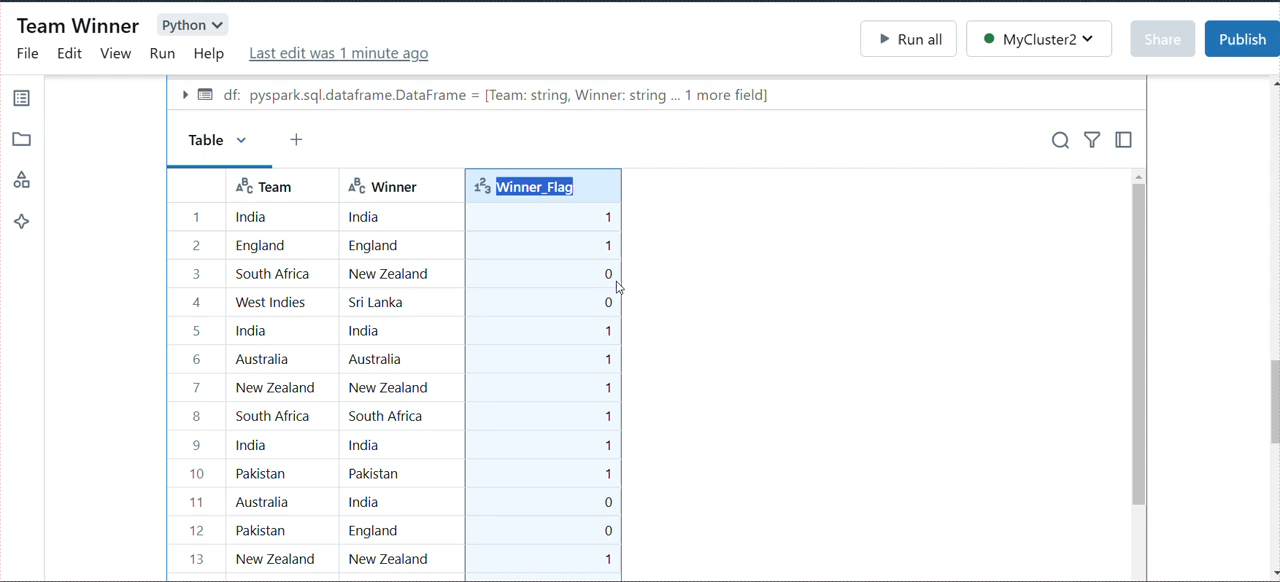 Team Winner Python
File Edit View Run Help Last edit was 1 minute ago
Run all MyCluster2 Share Publish
df: pyspark.sql.dataframe.DataFrame = [Team: string, Winner: string ... 1 more field]
Table +
ABC Team ABC Winner 123 Winner_Flag
1 India India 1
2 England England 1
3 South Africa New Zealand 0
4 West Indies Sri Lanka 0
5 India India 1
6 Australia Australia 1
7 New Zealand New Zealand 1
8 South Africa South Africa 1
9 India India 1
10 Pakistan Pakistan 1
11 Australia India 0
12 Pakistan England 0
13 New Zealand New Zealand 1